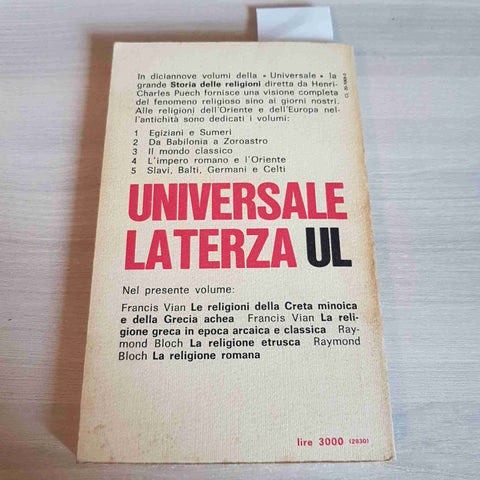 In diciannove volumi della « Universale » la
grande Storia delle religioni diretta da Henri-
Charles Puech fornisce una visione completa
del fenomeno religioso sino ai giorni nostri.
Alle religioni dell'Oriente e dell'Europa nel-
l'antichità sono dedicati i volumi:
1 Egiziani e Sumeri
2 Da Babilonia a Zoroastro
3 Il mondo classico
4 L'impero romano e l'Oriente
5 Slavi, Balti, Germani e Celti
UNIVERSALE
LATERZA UL
Nel presente volume:
Francis Vian Le religioni della Creta minoica
e della Grecia achea Francis Vian La reli-
gione greca in epoca arcaica e classica Ray-
mond Bloch La religione etrusca Raymond
Bloch La religione romana
lire 3000 (2830)